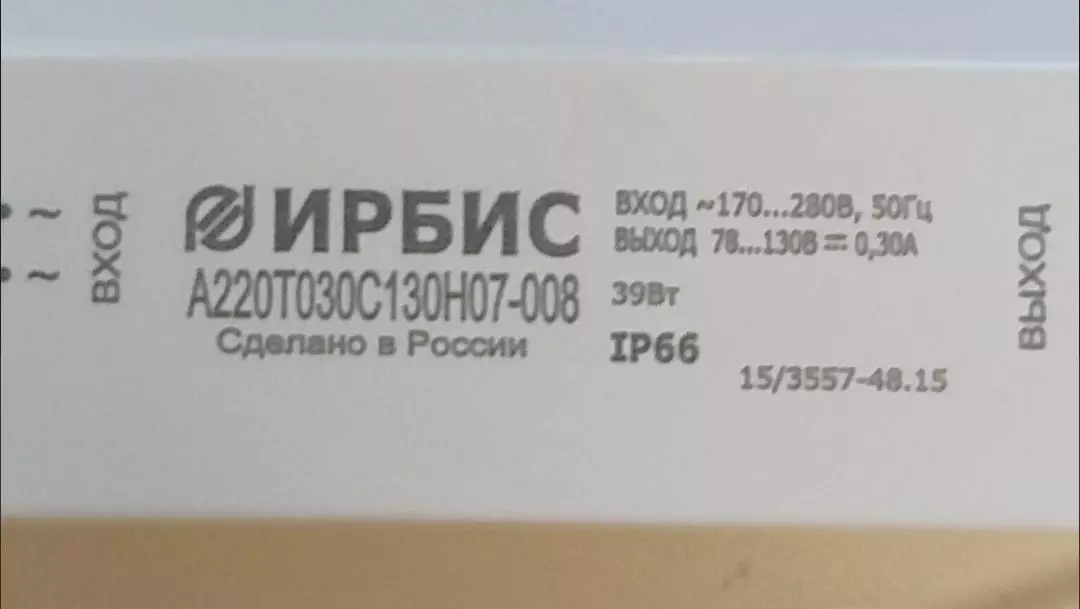 ~
~
ВХОД
ИРБИС
A220T030C130H07-008
Сделано в России
ВХОД ~170...280В, 50Гц
ВЫХОД 78...130В = 0,30А
39Вт
IP66
15/3557-48.15
ВЫХОД